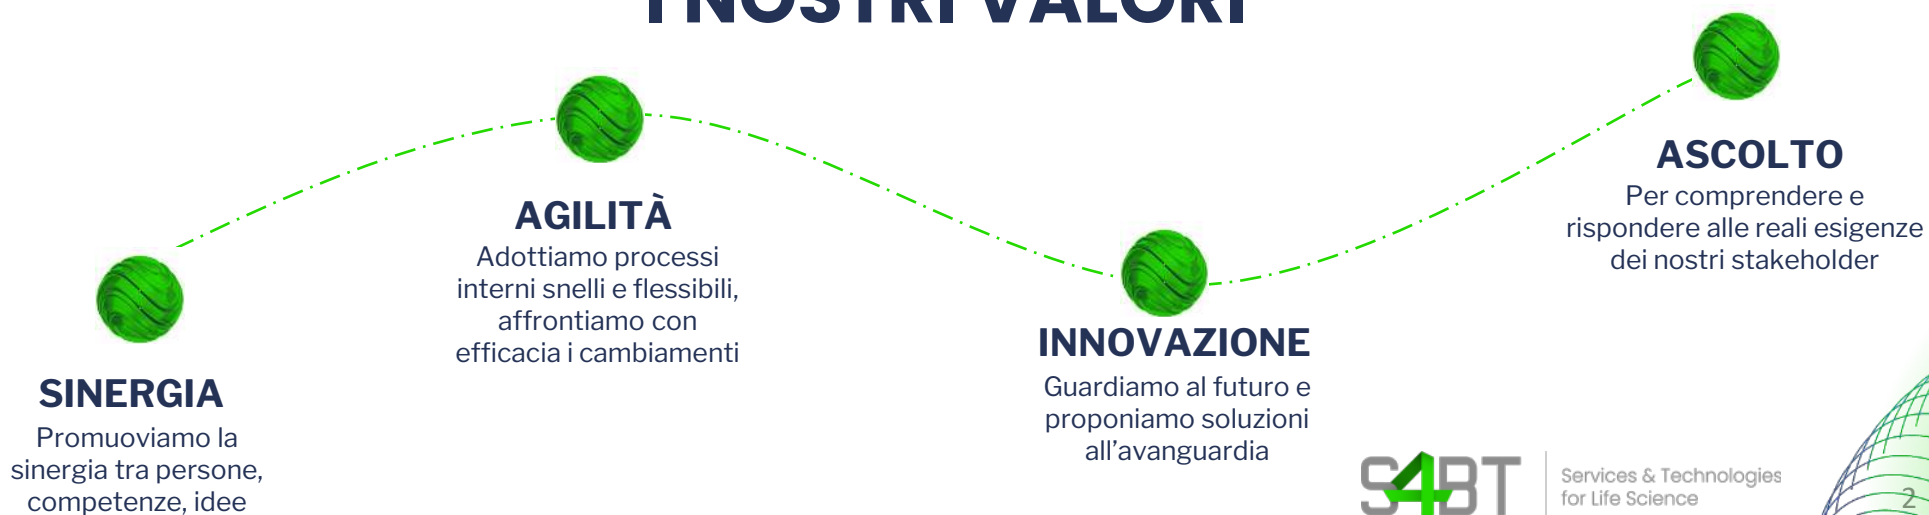 I NOSTRI VALORI
SINERGIA
Promuoviamo la
sinergia tra persone,
competenze, idee
AGILITÀ
Adottiamo processi
interni snelli e flessibili,
affrontiamo con
efficacia i cambiamenti
INNOVAZIONE
Guardiamo al futuro e
proponiamo soluzioni
all'avanguardia
ASCOLTO
Per comprendere e
rispondere alle reali esigenze
dei nostri stakeholder
S4BT
Services & Technologies
for Life Science
2